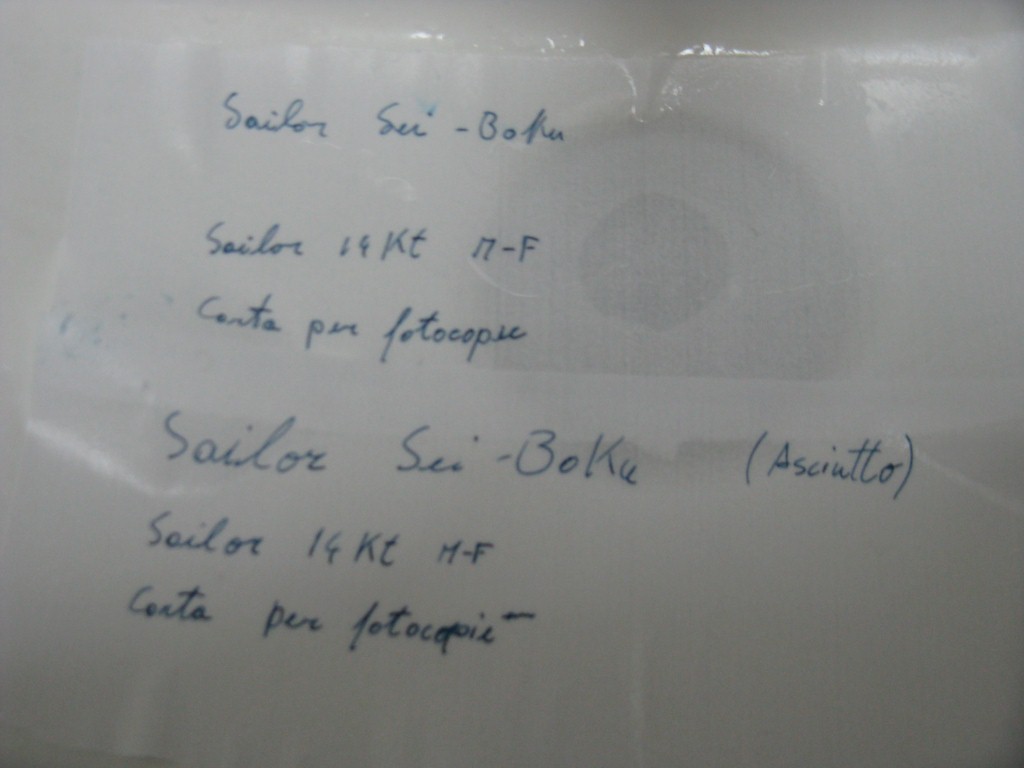 Sailor Sei-Boku
Sailor 14Kt M-F
Carta per fotocopie
Sailor Sei-BoKu (Asciutto)
Sailor 14Kt M-F
Carta per fotocopie